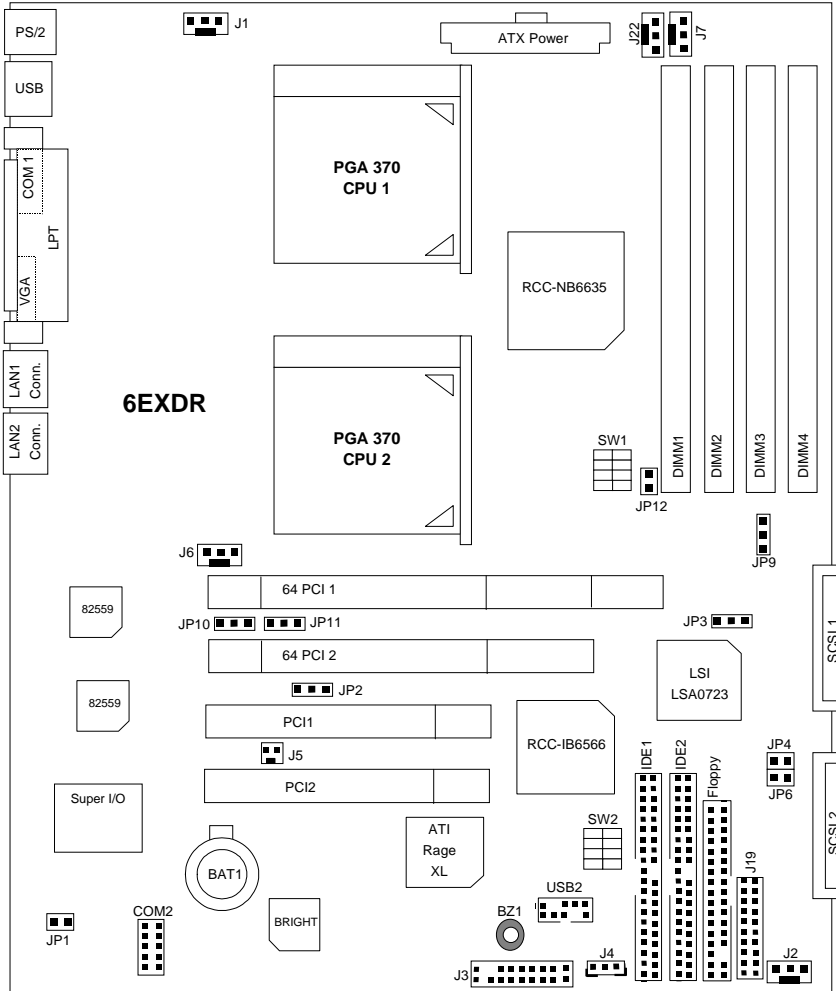 PS/2
J1
ATX Power
J22
J7
USB
COM 1
LPT
VGA
PGA 370
CPU 1
RCC-NB6635
LAN1
Conn.
LAN2
Conn.
6EXDR
PGA 370
CPU 2
SW1
DIMM1
DIMM2
DIMM3
DIMM4
JP12
JP9
J6
64 PCI 1
82559
JP10
JP11
JP3
SCSI 1
64 PCI 2
LSI
LSA0723
JP2
82559
PCI1
RCC-IB6566
J5
IDE1
IDE2
Floppy
JP4
JP6
PCI2
Super I/O
SW2
SCSI 2
ATI
Rage
XL
BAT1
J19
USB2
COM2
BRIGHT
BZ1
JP1
J3
J4
J2